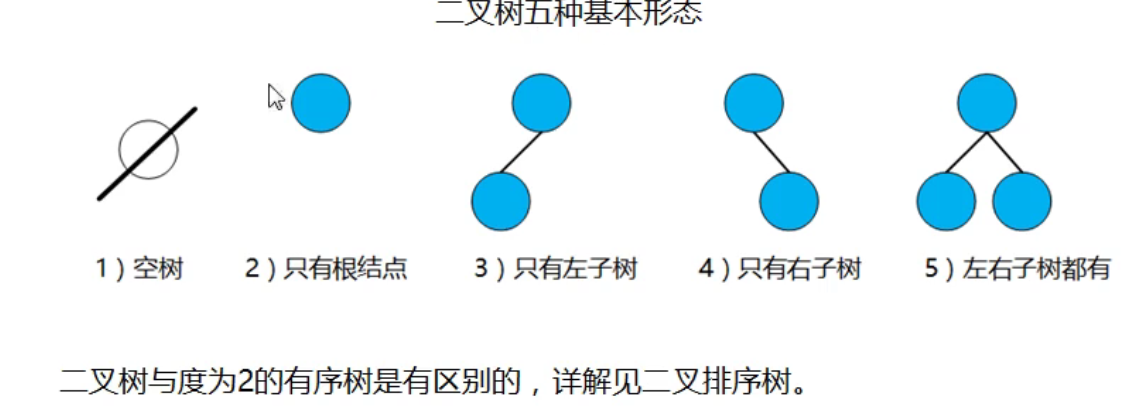 二叉树五种基本形态
1）空树 2）只有根结点 3）只有左子树 4）只有右子树 5）左右子树都有
二叉树与度为2的有序树是有区别的，详解见二叉排序树。